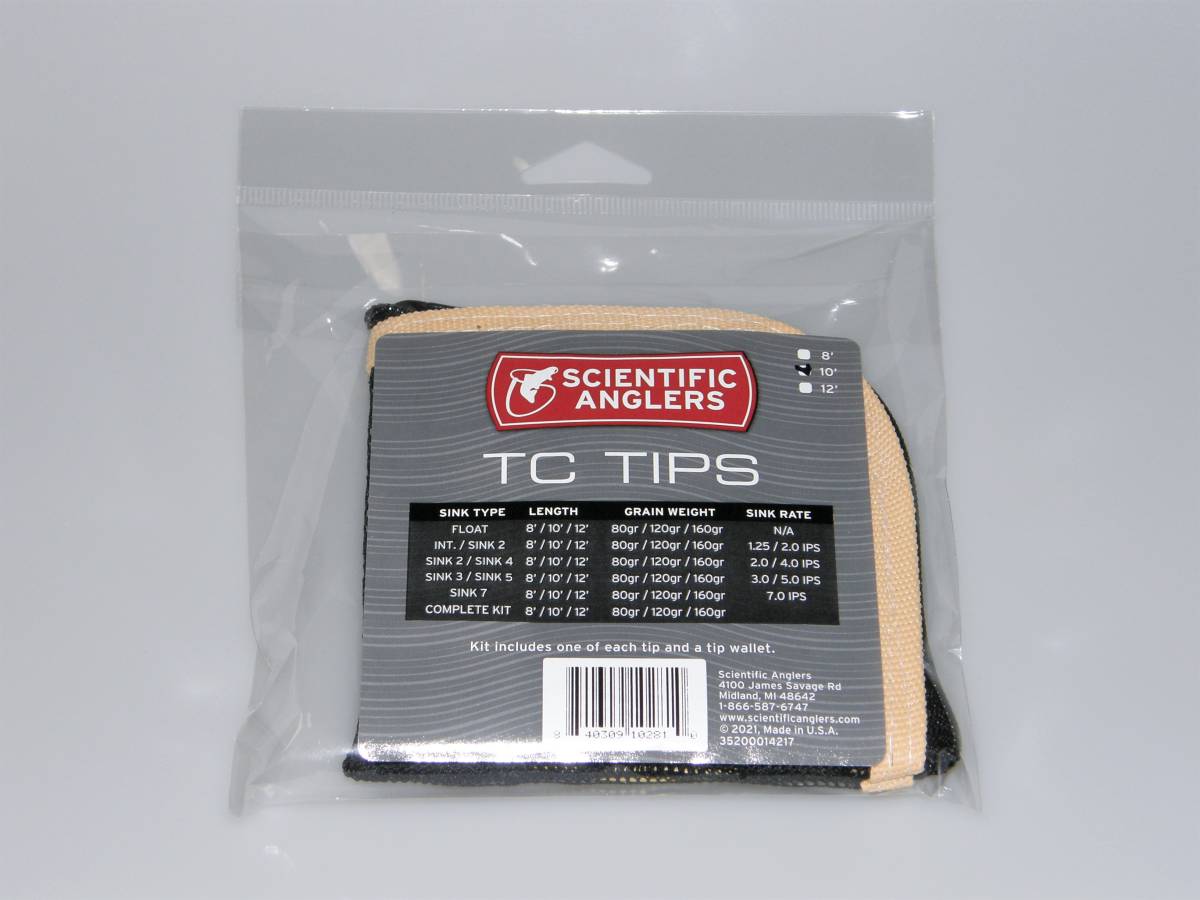 SCIENTIFIC
ANGLERS
8'
10'
12'
TC TIPS
SINK TYPE LENGTH GRAIN WEIGHT SINK RATE
FLOAT 8' / 10' / 12' 80gr / 120gr / 160gr N/A
INT. / SINK 2 8' / 10' / 12' 80gr / 120gr / 160gr 1.25 / 2.0 IPS
SINK 2 / SINK 4 8' / 10' / 12' 80gr / 120gr / 160gr 2.0 / 4.0 IPS
SINK 3 / SINK 5 8' / 10' / 12' 80gr / 120gr / 160gr 3.0 / 5.0 IPS
SINK 7 8' / 10' / 12' 80gr / 120gr / 160gr 7.0 IPS
COMPLETE KIT 8' / 10' / 12' 80gr / 120gr / 160gr
Kit includes one of each tip and a tip wallet.
8 40309 10281 0
Scientific Anglers
4100 James Savage Rd
Midland, MI 48642
1-866-587-6747
www.scientificanglers.com
© 2021, Made in U.S.A.
35200014217